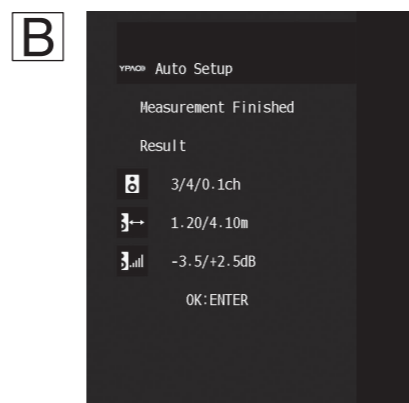 B
YPAO Auto Setup
Measurement Finished
Result
3/4/0.1ch
1.20/4.10m
-3.5/+2.5dB
OK:ENTER